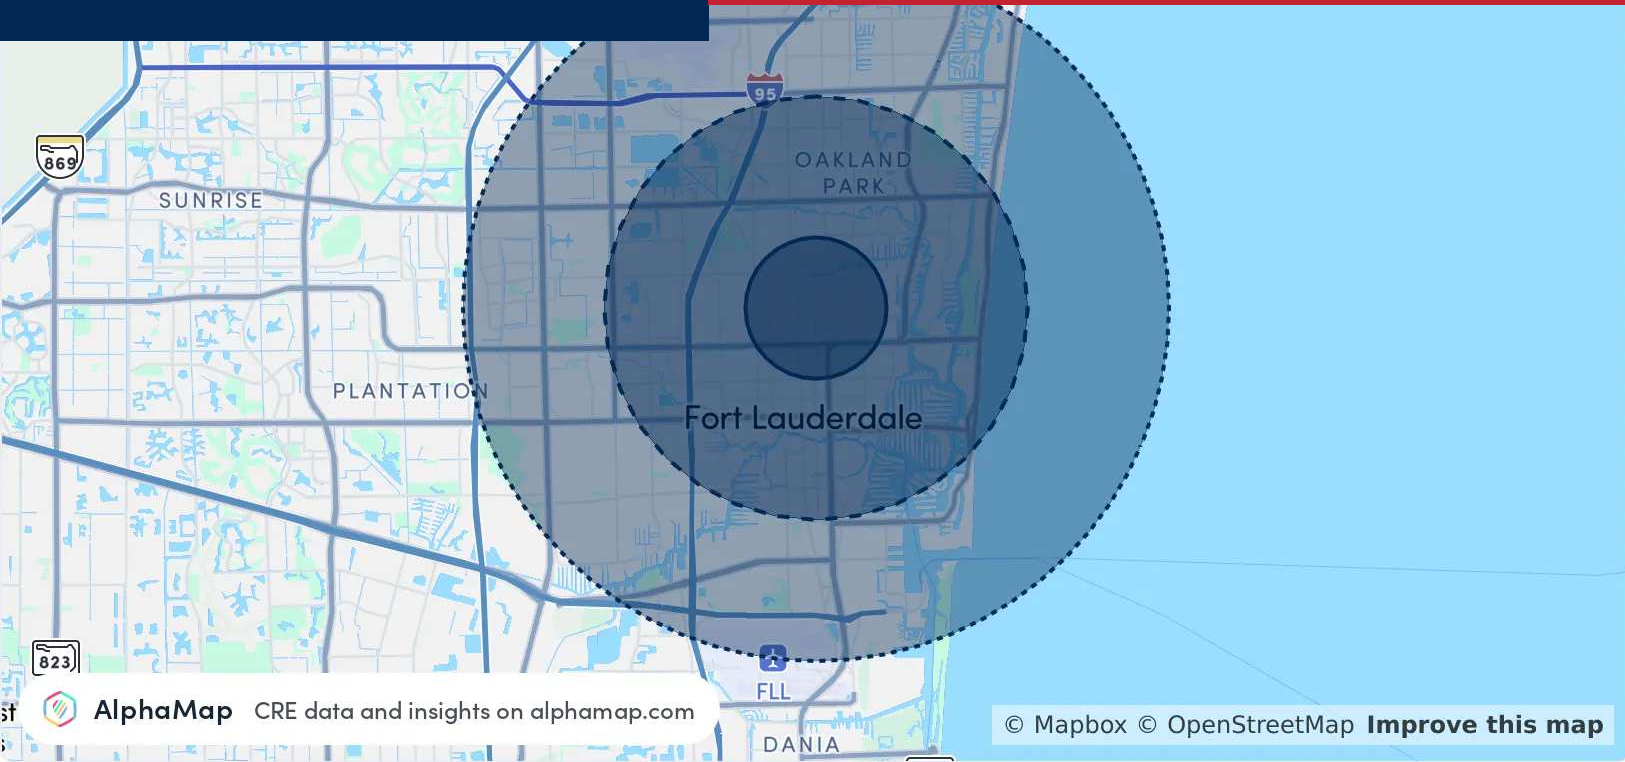 95
OAKLAND
PARK
869
SUNRISE
PLANTATION
Fort Lauderdale
823
FLL
st
AlphaMap CRE data and insights on alphamap.com
© Mapbox © OpenStreetMap Improve this map
DANIA